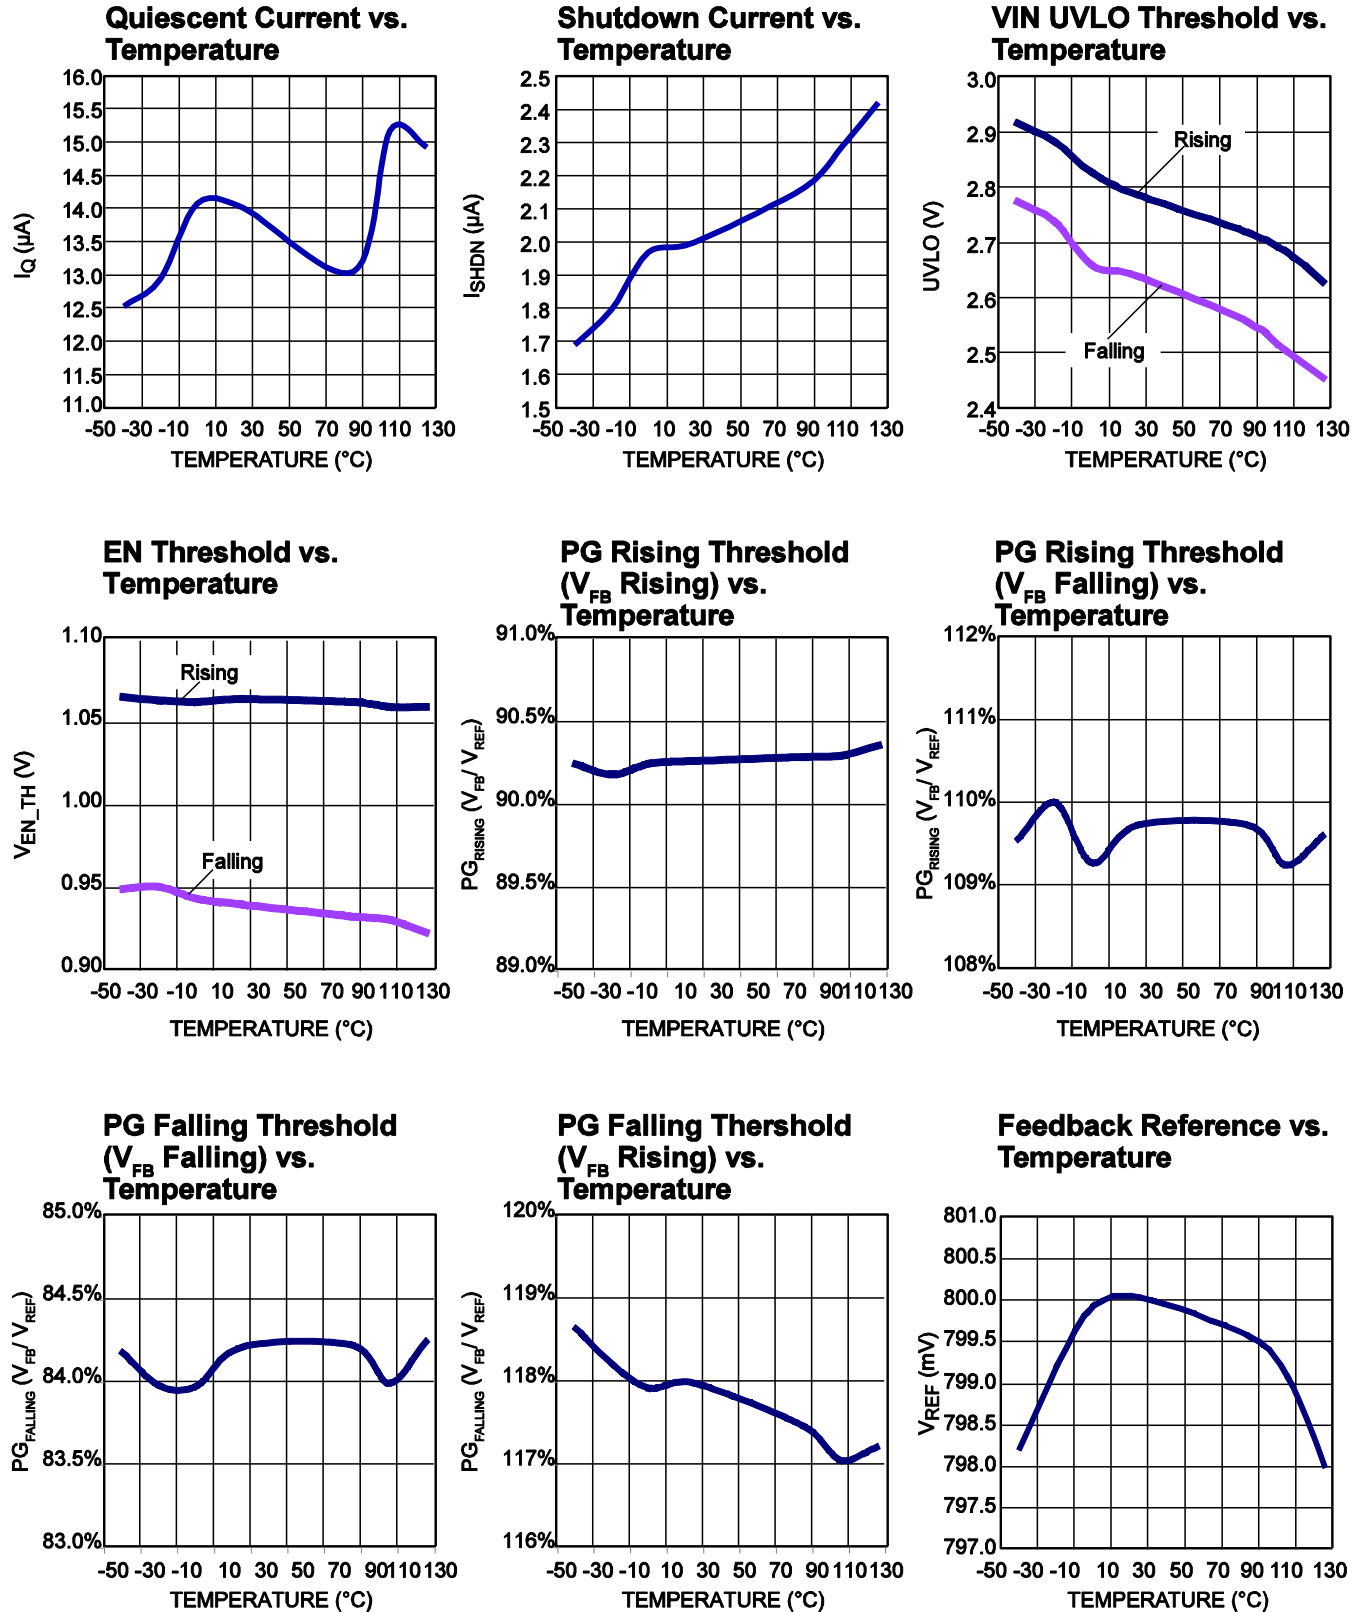 Quiescent Current vs.
Temperature
16.0
15.5
15.0
14.5
14.0
13.5
13.0
12.5
12.0
11.5
11.0
IQ (µA)
-50 -30 -10 10 30 50 70 90 110 130
TEMPERATURE (°C)
Shutdown Current vs.
Temperature
2.5
2.4
2.3
2.2
2.1
2.0
1.9
1.8
1.7
1.6
1.5
ISHDN (µA)
-50 -30 -10 10 30 50 70 90 110 130
TEMPERATURE (°C)
VIN UVLO Threshold vs.
Temperature
3.0
2.9
2.8
2.7
2.6
2.5
2.4
UVLO (V)
Rising
Falling
-50 -30 -10 10 30 50 70 90 110 130
TEMPERATURE (°C)
EN Threshold vs.
Temperature
1.10
1.05
1.00
0.95
0.90
VEN_TH (V)
Rising
Falling
-50 -30 -10 10 30 50 70 90 110 130
TEMPERATURE (°C)
PG Rising Threshold
(VFB Rising) vs.
Temperature
91.0%
90.5%
90.0%
89.5%
89.0%
PGRISING (VFB/ VREF)
-50 -30 -10 10 30 50 70 90 110 130
TEMPERATURE (°C)
PG Rising Threshold
(VFB Falling) vs.
Temperature
112%
111%
110%
109%
108%
PGRISING (VFB/ VREF)
-50 -30 -10 10 30 50 70 90 110 130
TEMPERATURE (°C)
PG Falling Threshold
(VFB Falling) vs.
Temperature
85.0%
84.5%
84.0%
83.5%
83.0%
PGFALLING (VFB/ VREF)
-50 -30 -10 10 30 50 70 90 110 130
TEMPERATURE (°C)
PG Falling Thershold
(VFB Rising) vs.
Temperature
120%
119%
118%
117%
116%
PGFALLING (VFB/ VREF)
-50 -30 -10 10 30 50 70 90 110 130
TEMPERATURE (°C)
Feedback Reference vs.
Temperature
801.0
800.5
800.0
799.5
799.0
798.5
798.0
797.5
797.0
VREF (mV)
-50 -30 -10 10 30 50 70 90 110 130
TEMPERATURE (°C)